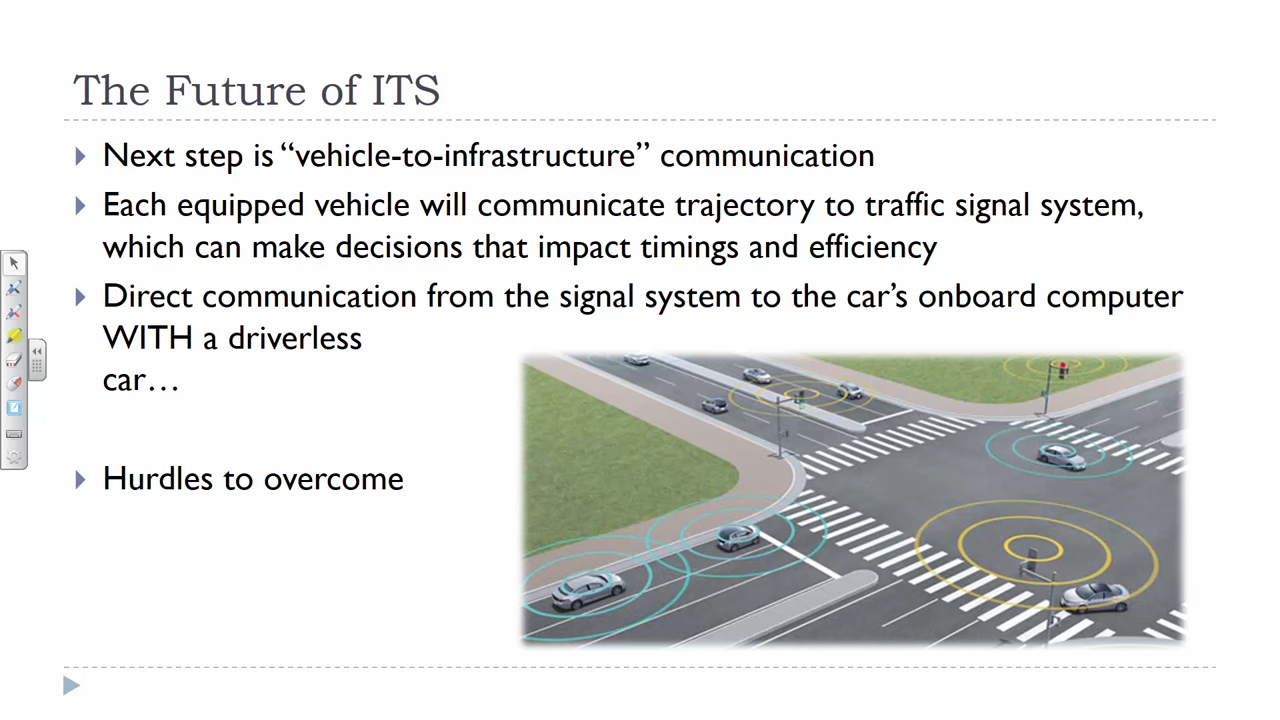 The Future of ITS
Next step is “vehicle-to-infrastructure” communication
Each equipped vehicle will communicate trajectory to traffic signal system,
which can make decisions that impact timings and efficiency
Direct communication from the signal system to the car’s onboard computer
WITH a driverless
car…
Hurdles to overcome